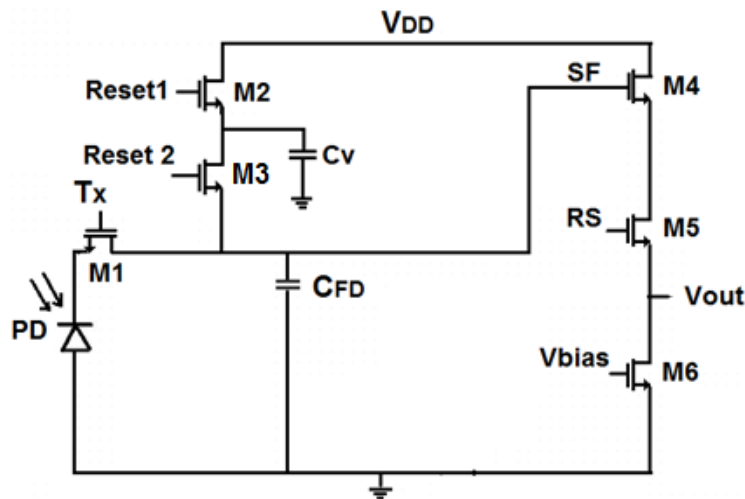 VDD
Reset1
M2
SF
M4
Reset 2
M3
Cv
Tx
M1
RS
M5
CFD
Vout
PD
Vbias
M6